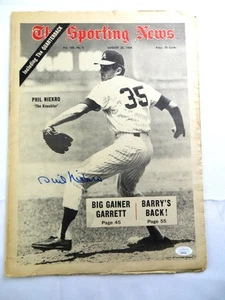 The Sporting News
Including The QUARTERBACK
PHIL NIEKRO
'The Knuckler'
35
Phil Niekro
BIG GAINER
GARRETT
Page 45
BARRY'S
BACK!
Page 55